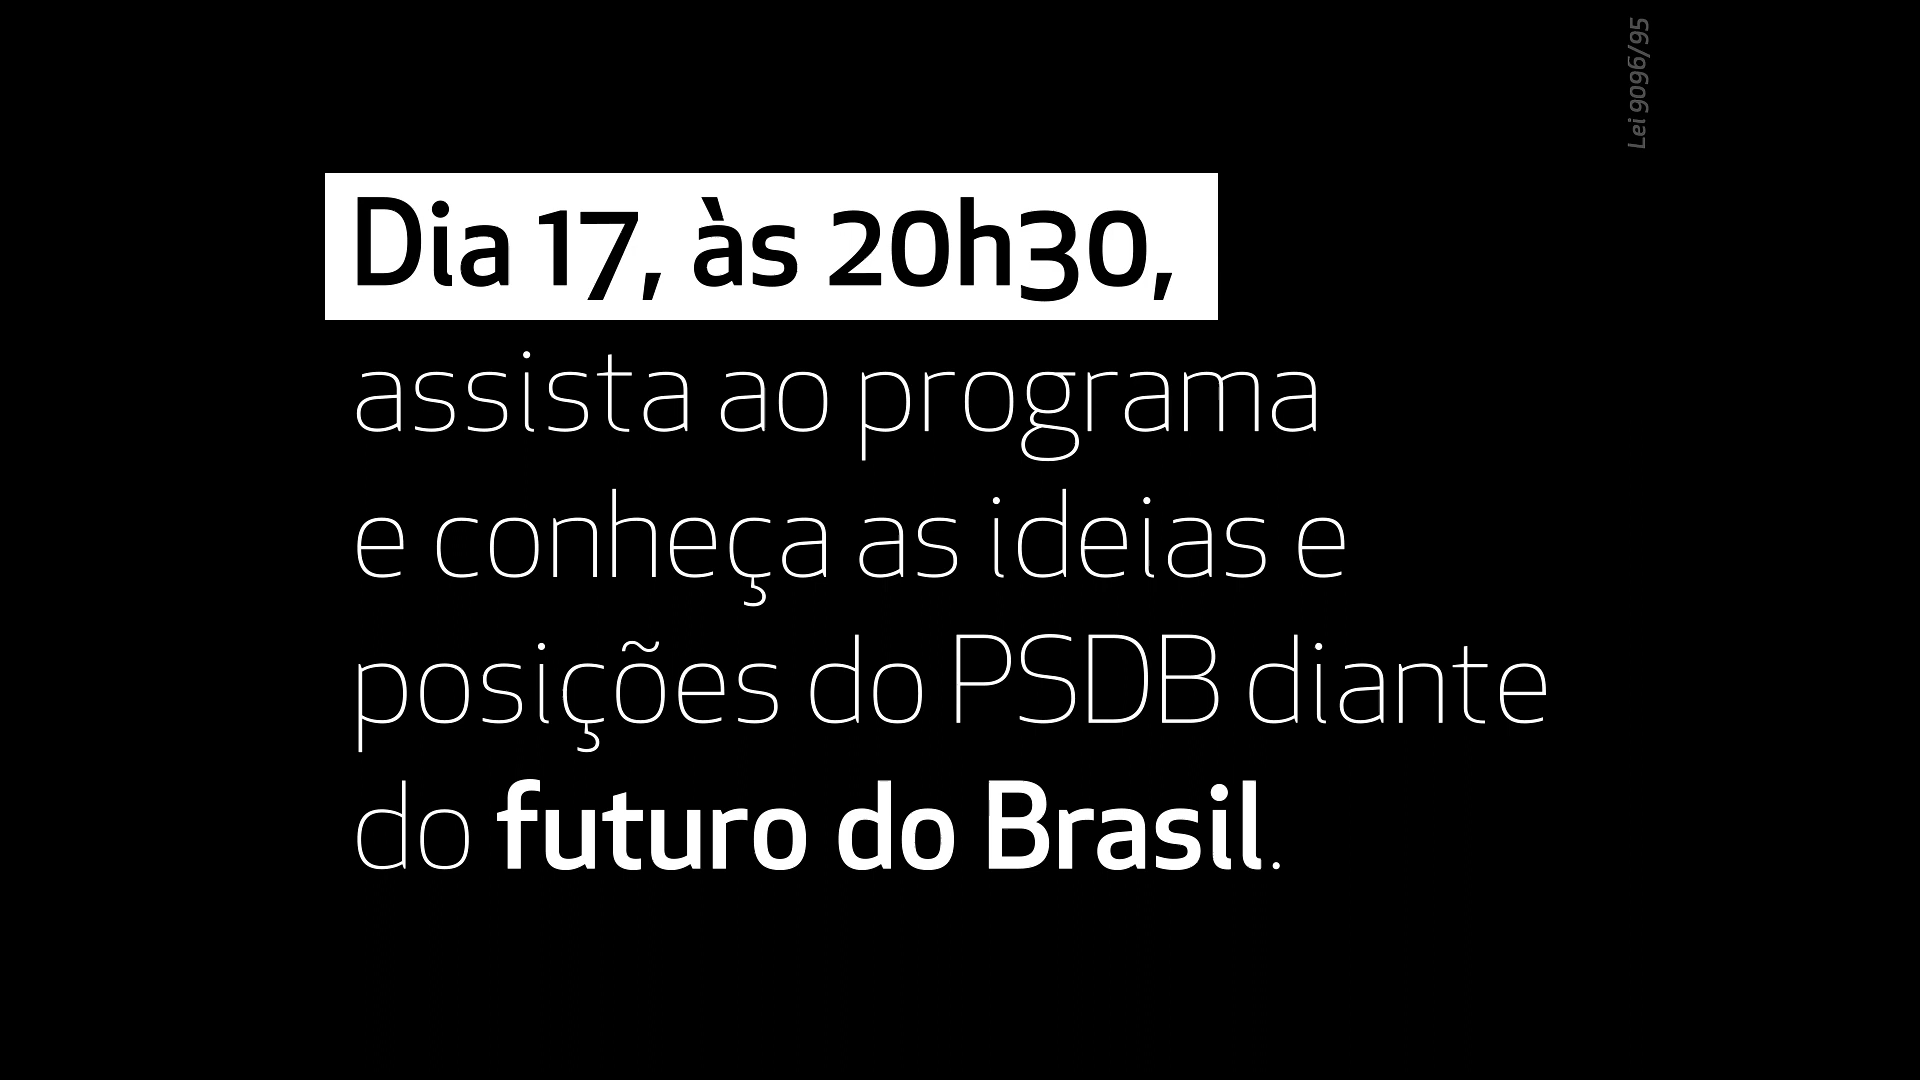 Lei 9096/95
Dia 17, às 20h30,
assista ao programa
e conheça as ideias e
posições do PSDB diante
do futuro do Brasil.